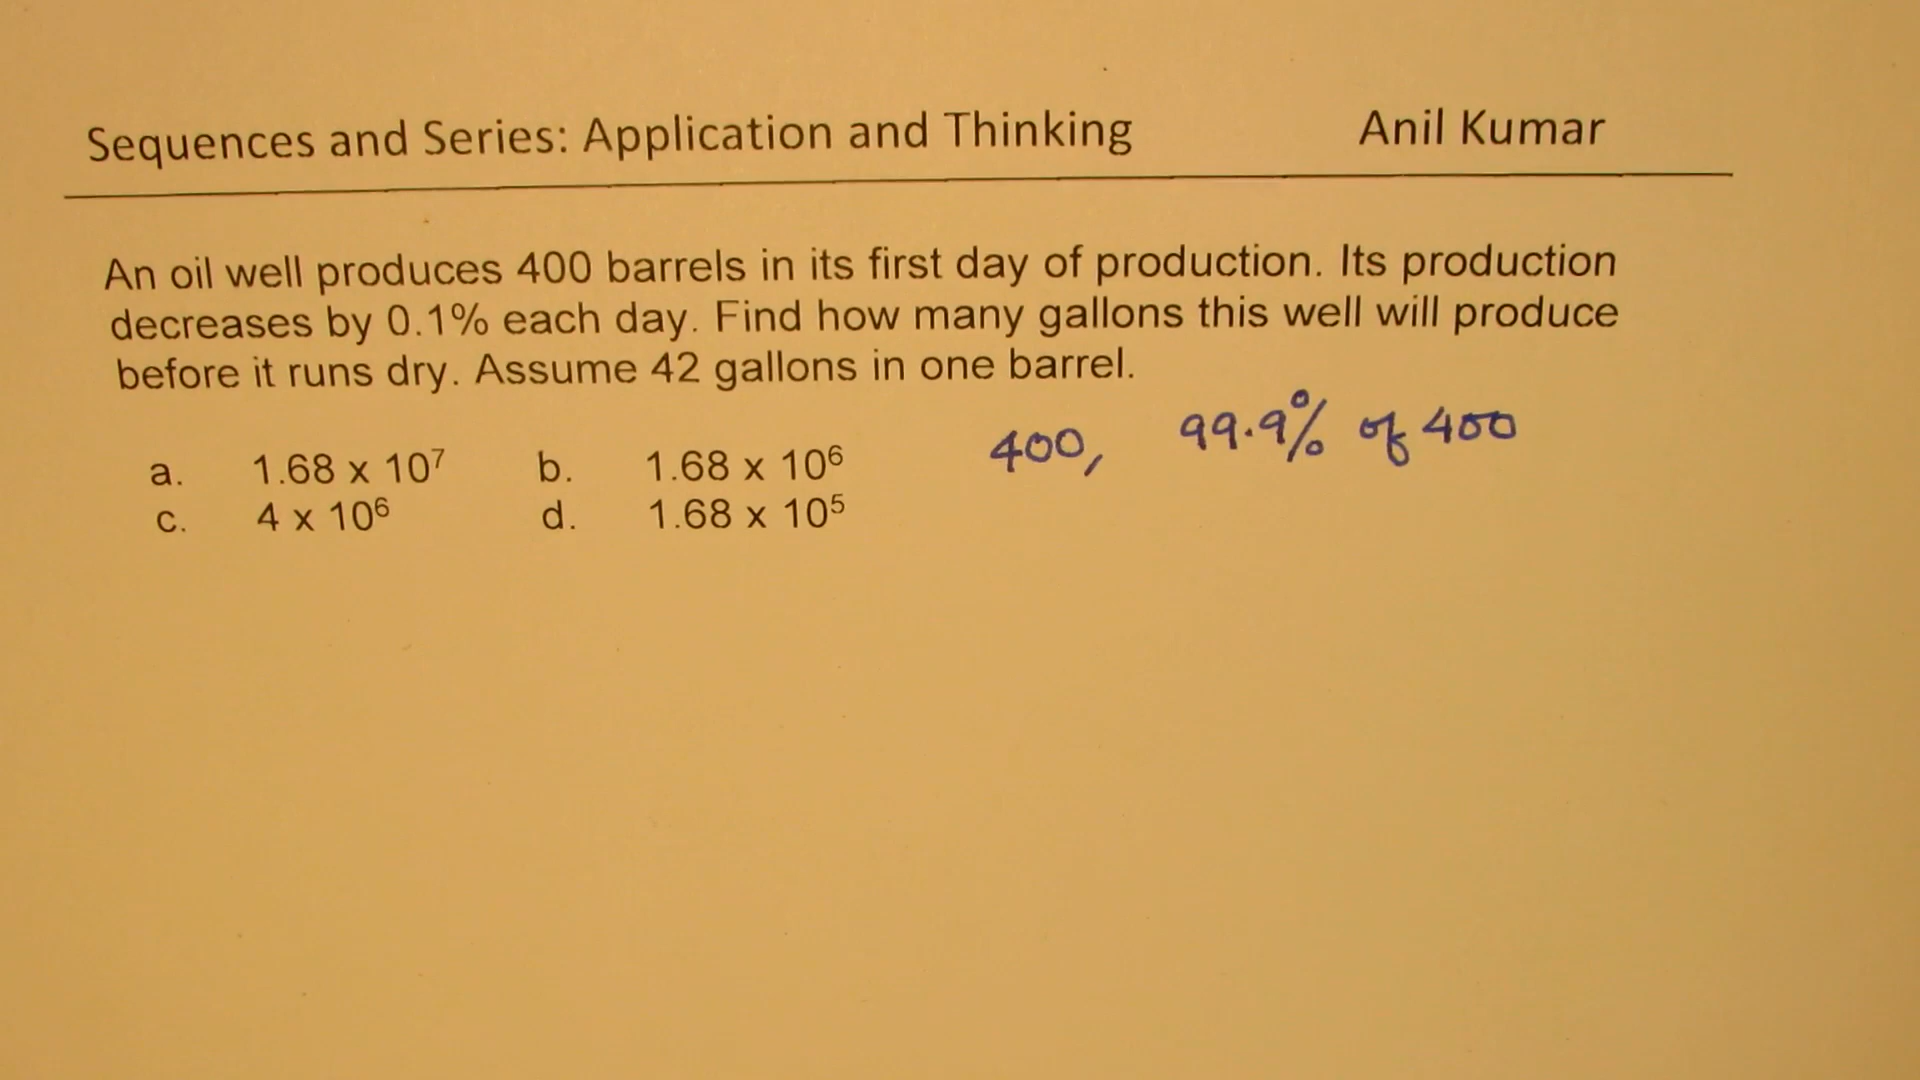 Sequences and Series: Application and Thinking Anil Kumar
An oil well produces 400 barrels in its first day of production. Its production
decreases by 0.1% each day. Find how many gallons this well will produce
before it runs dry. Assume 42 gallons in one barrel.
400, 99.9% of 400
a. 1.68 x 10⁷ b. 1.68 x 10⁶
c. 4 x 10⁶ d. 1.68 x 10⁵